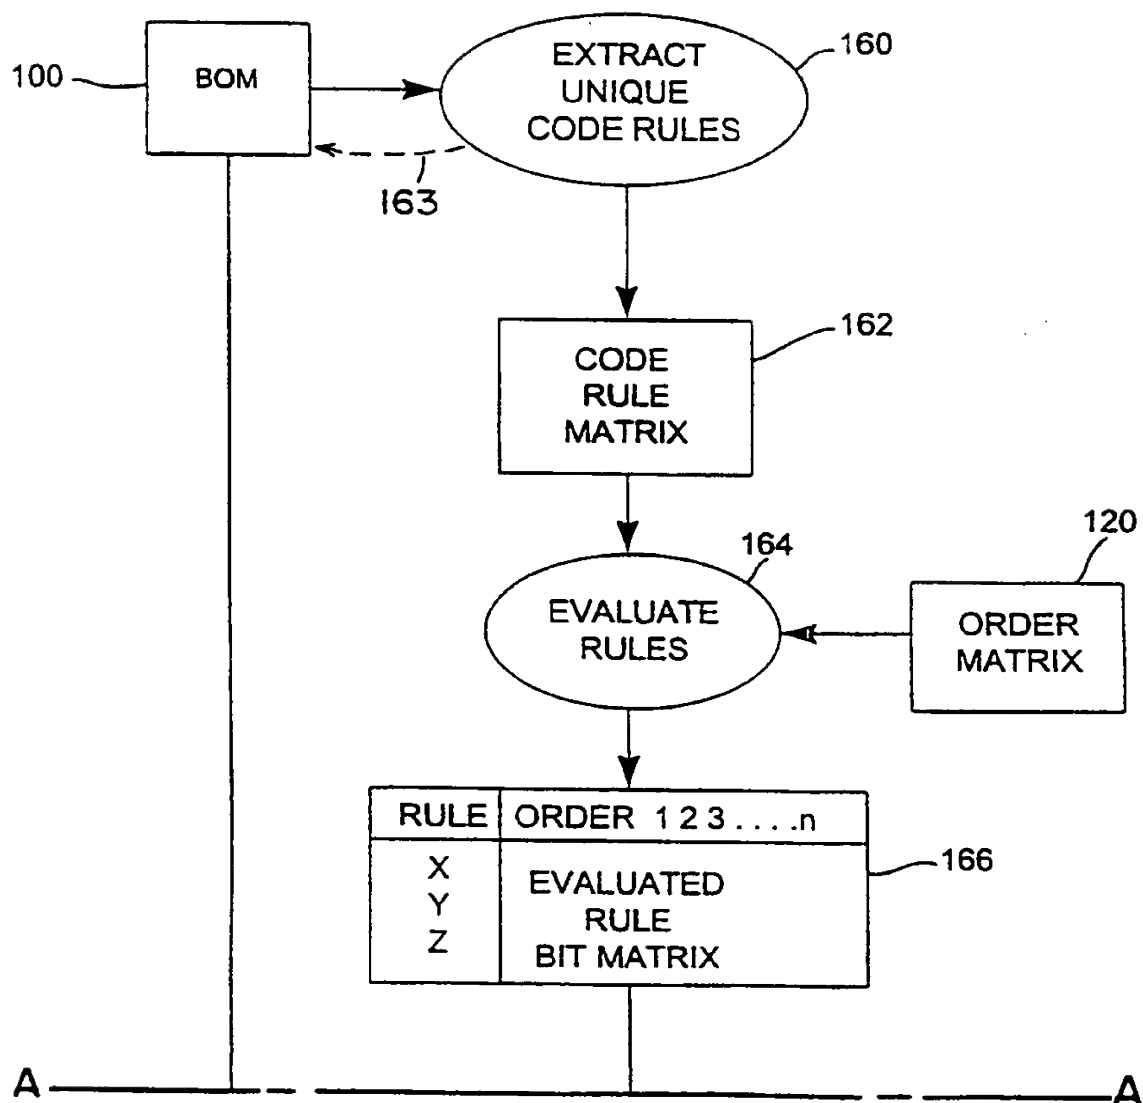 160
EXTRACT
UNIQUE
CODE RULES
100
BOM
163
162
CODE
RULE
MATRIX
164
120
EVALUATE
RULES
ORDER
MATRIX
RULE
ORDER 1 2 3 . . . . n
X
Y
Z
EVALUATED
RULE
BIT MATRIX
166
A
A